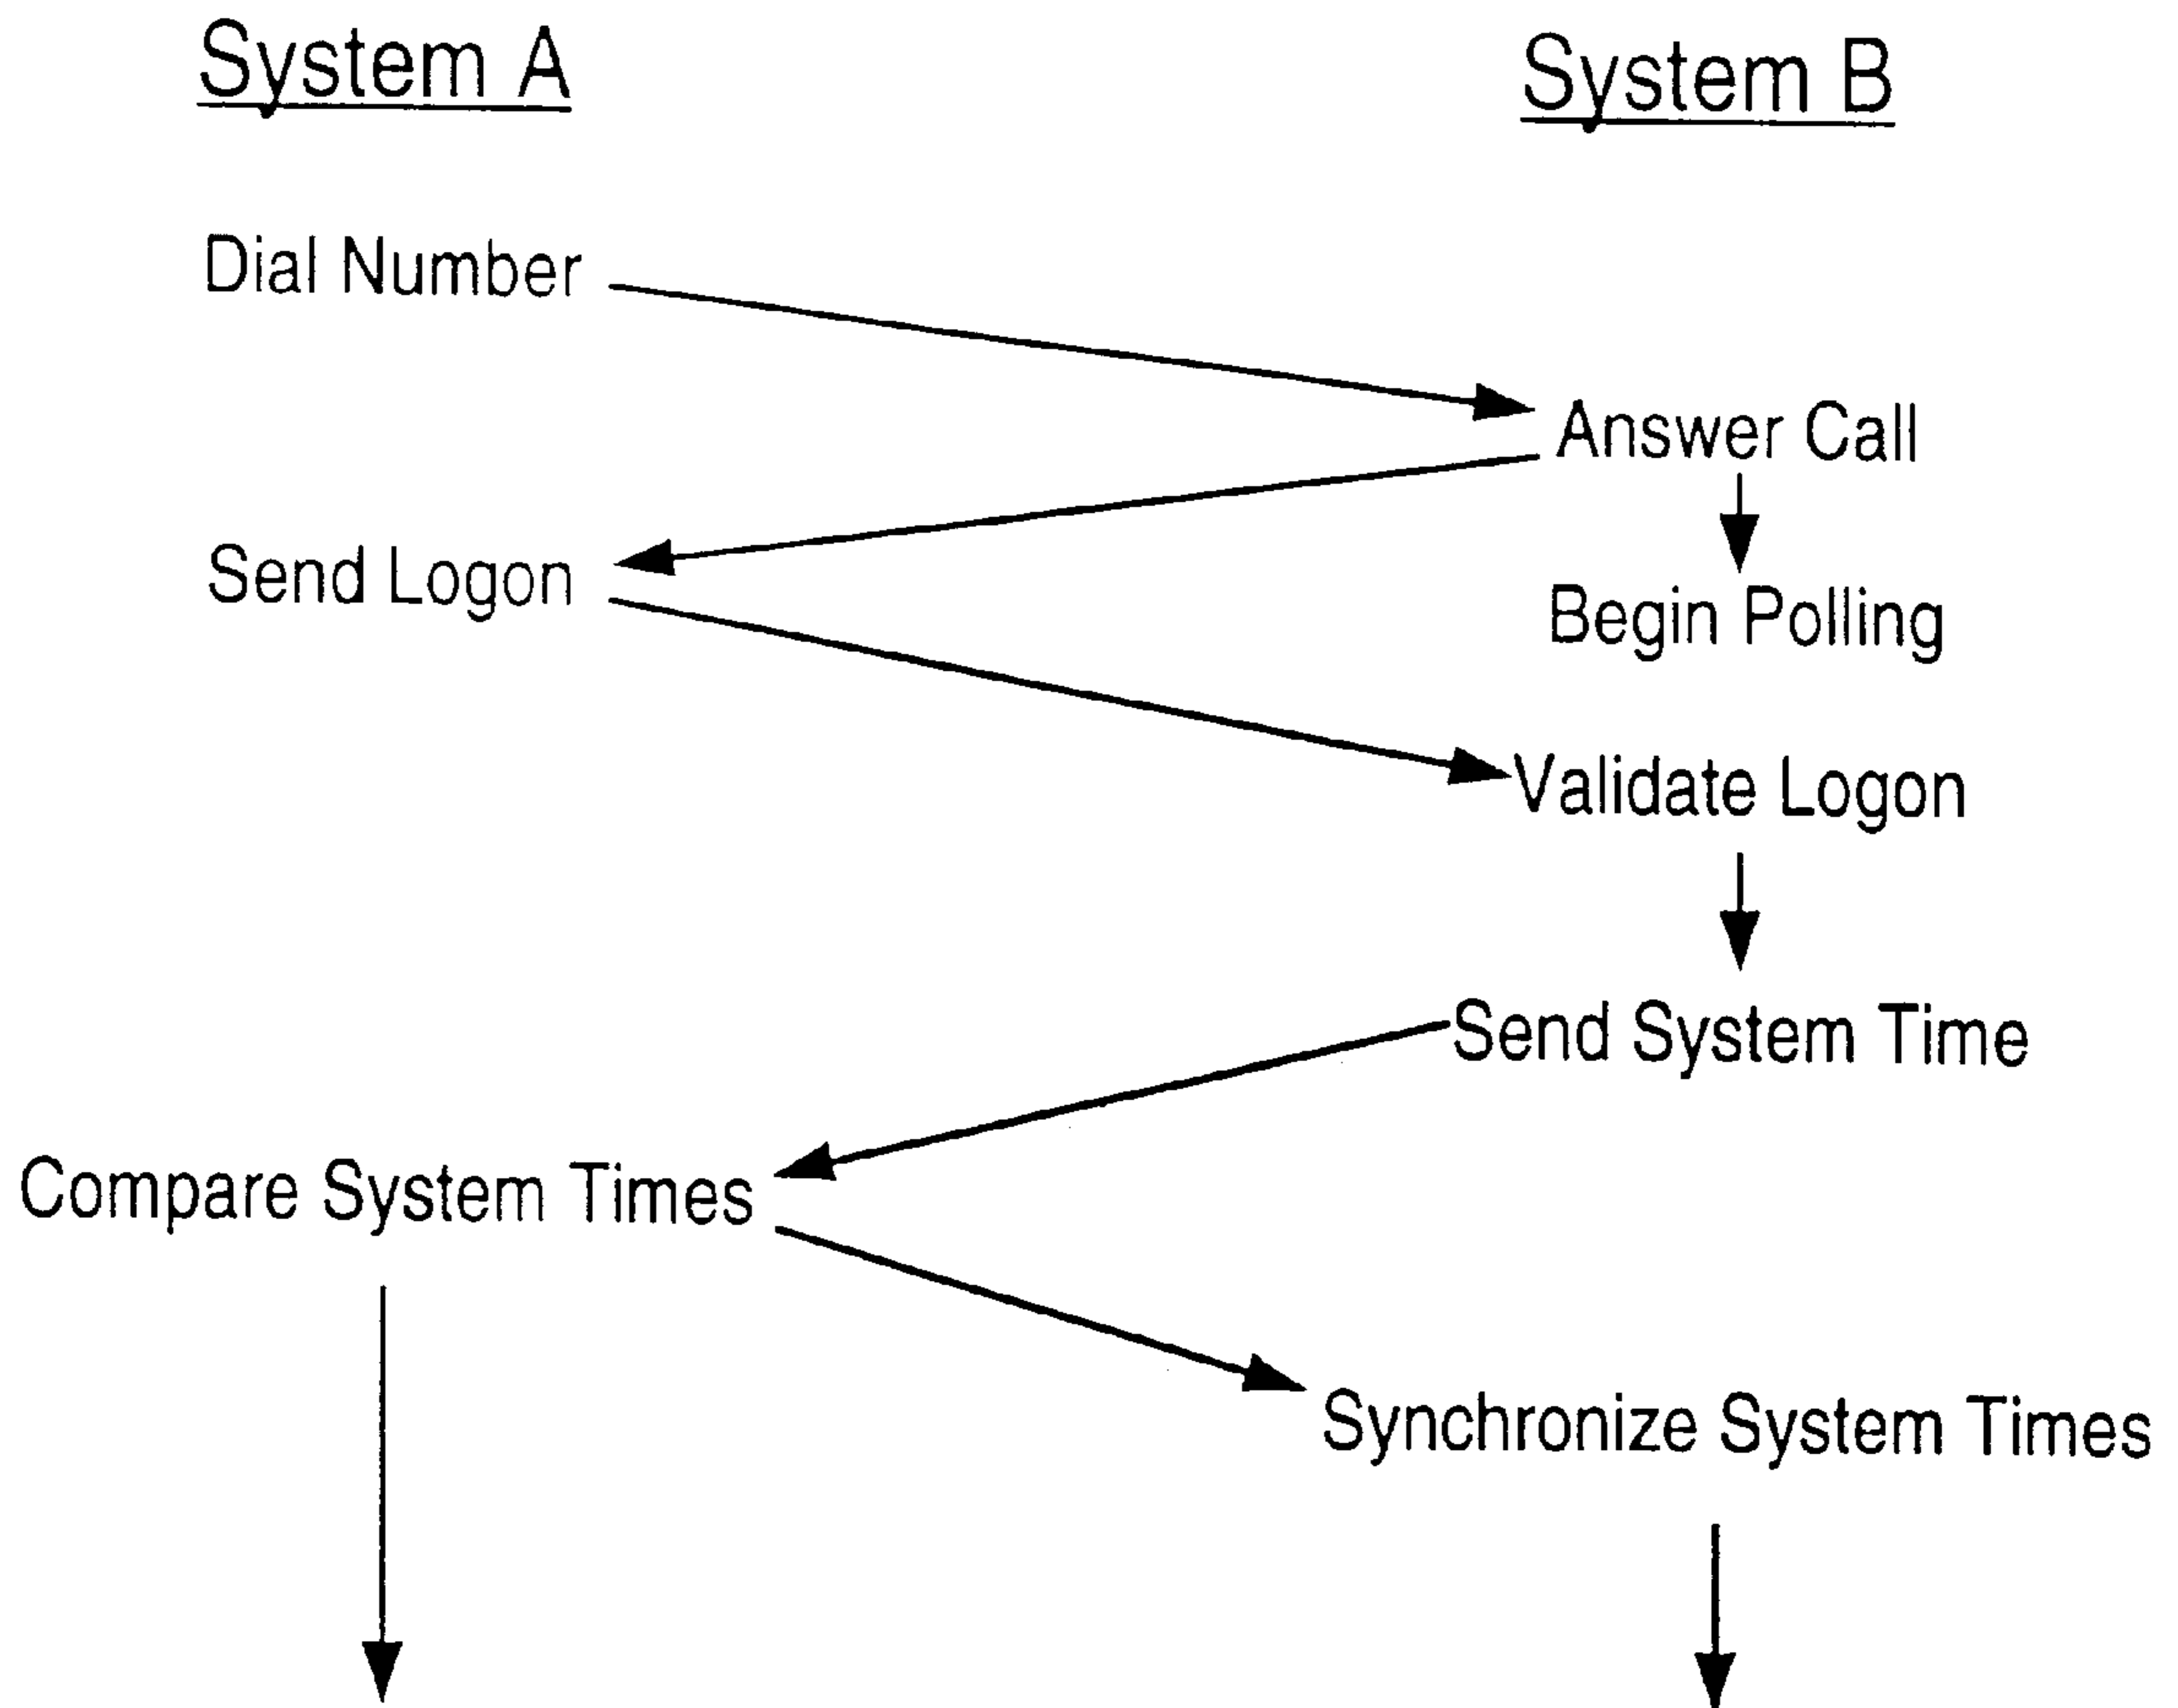 System A
System B
Dial Number
Answer Call
Send Logon
Begin Polling
Validate Logon
Send System Time
Compare System Times
Synchronize System Times